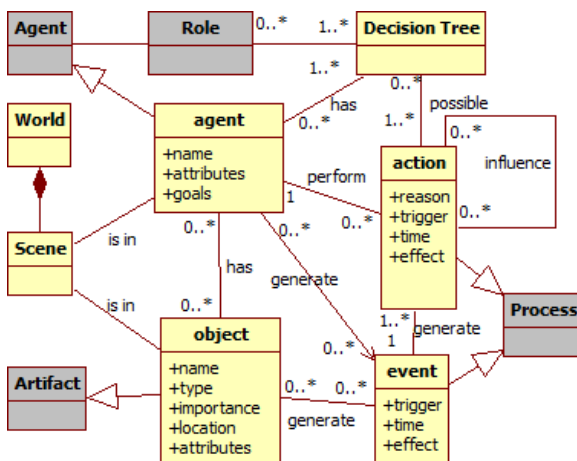 Agent
Role
0..*
1..*
Decision Tree
1..*
has
0..*
0..*
possible
1..*
World
agent
+name
+attributes
+goals
0..*
influence
action
+reason
+trigger
+time
+effect
perform
1
0..*
0..*
Scene
is in
0..*
0..*
has
generate
is in
0..*
Process
1..*
generate
1
object
+name
+type
+importance
+location
+attributes
0..*
event
+trigger
+time
+effect
Artifact
0..*
0..*
generate